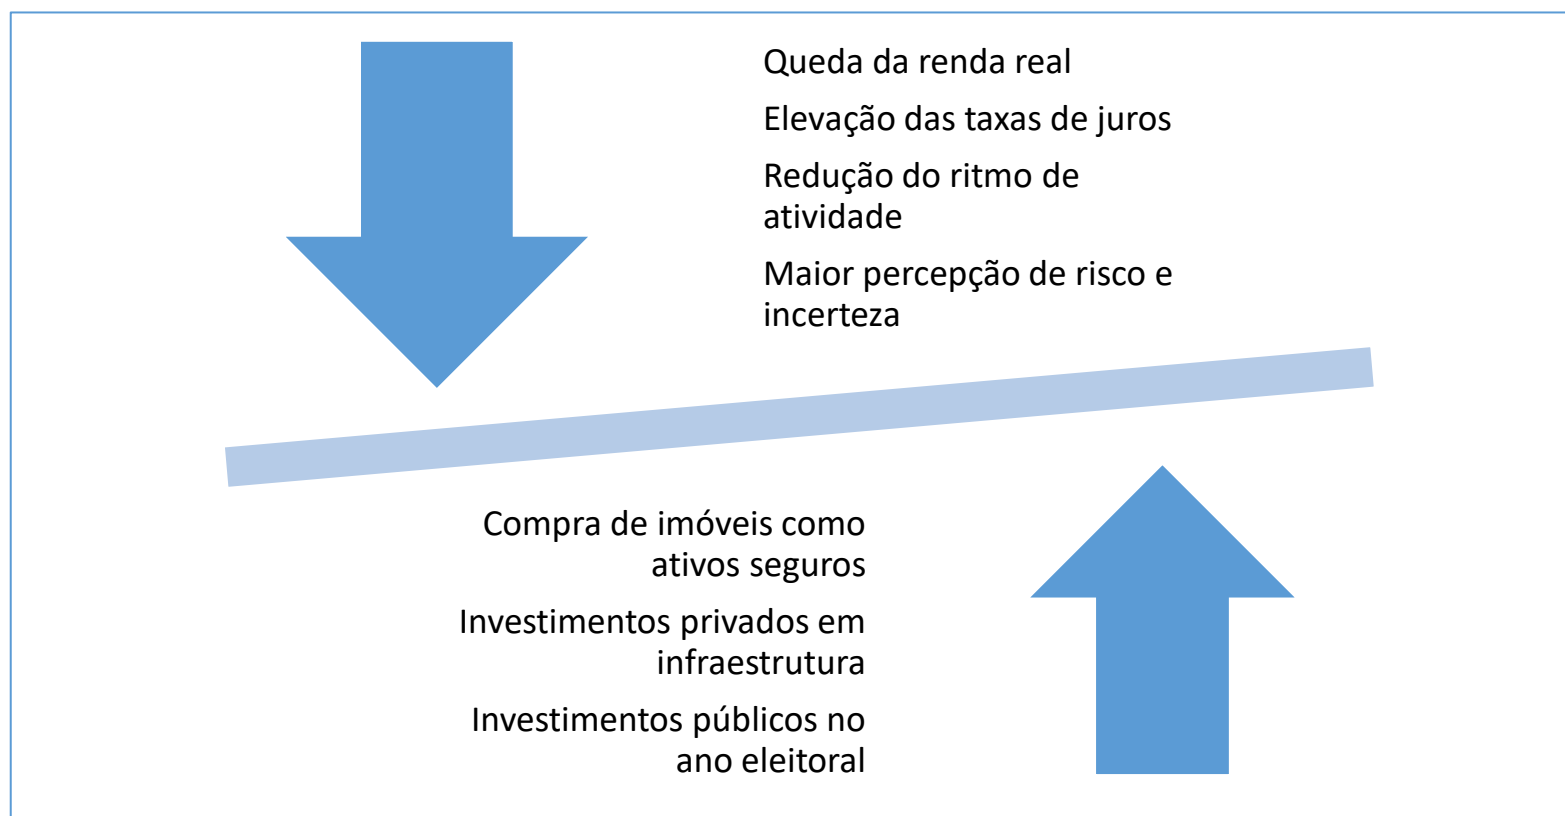 Queda da renda real
Elevação das taxas de juros
Redução do ritmo de
atividade
Maior percepção de risco e
incerteza
Compra de imóveis como
ativos seguros
Investimentos privados em
infraestrutura
Investimentos públicos no
ano eleitoral